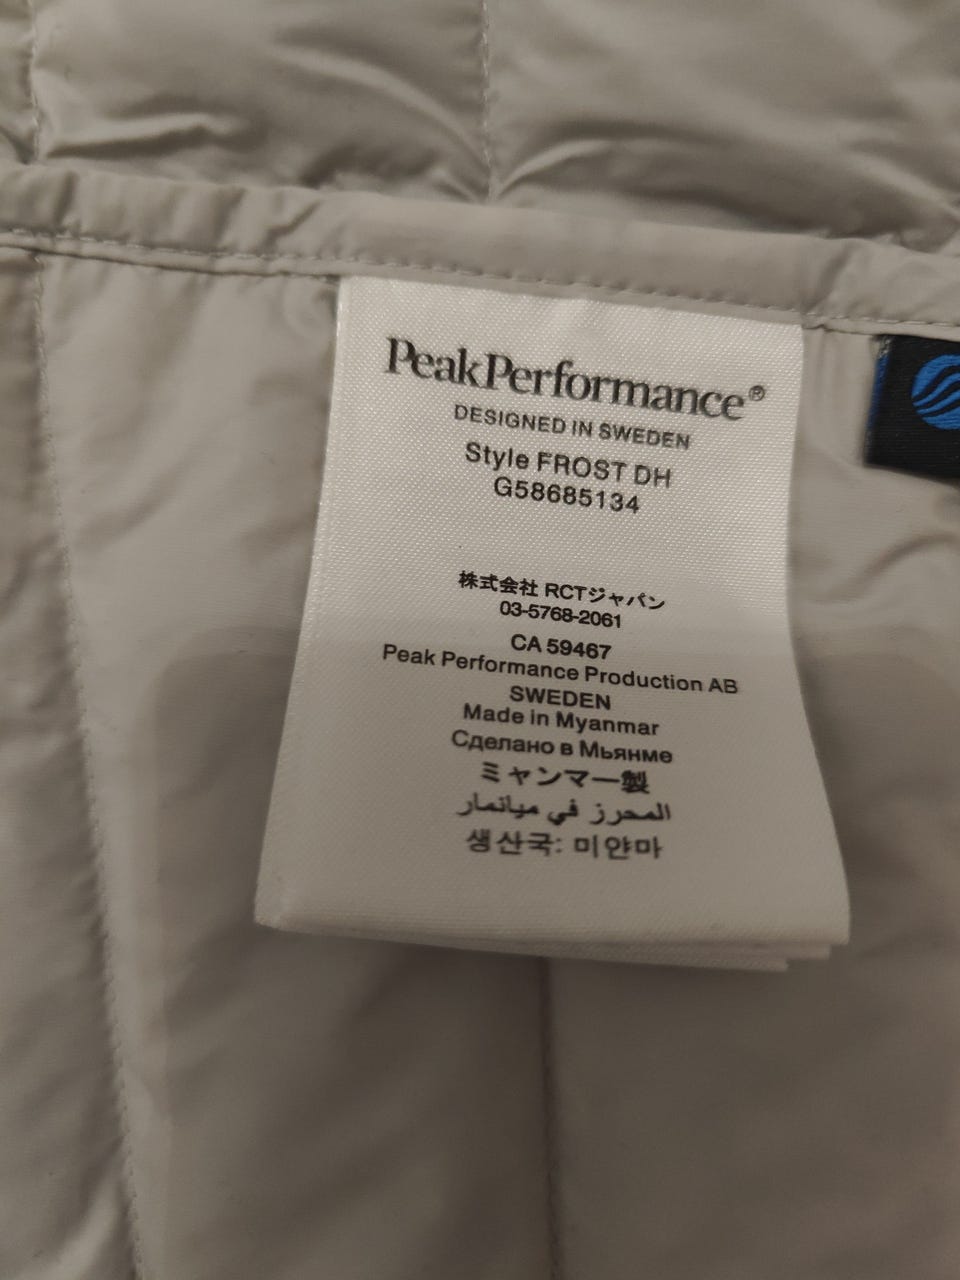 PeakPerformance®
DESIGNED IN SWEDEN
Style FROST DH
G58685134
株式会社 RCTジャパン
03-5768-2061
CA 59467
Peak Performance Production AB
SWEDEN
Made in Myanmar
Сделано в Мьянме
ミャンマー製
المحرز في ميانمار
생산국: 미얀마